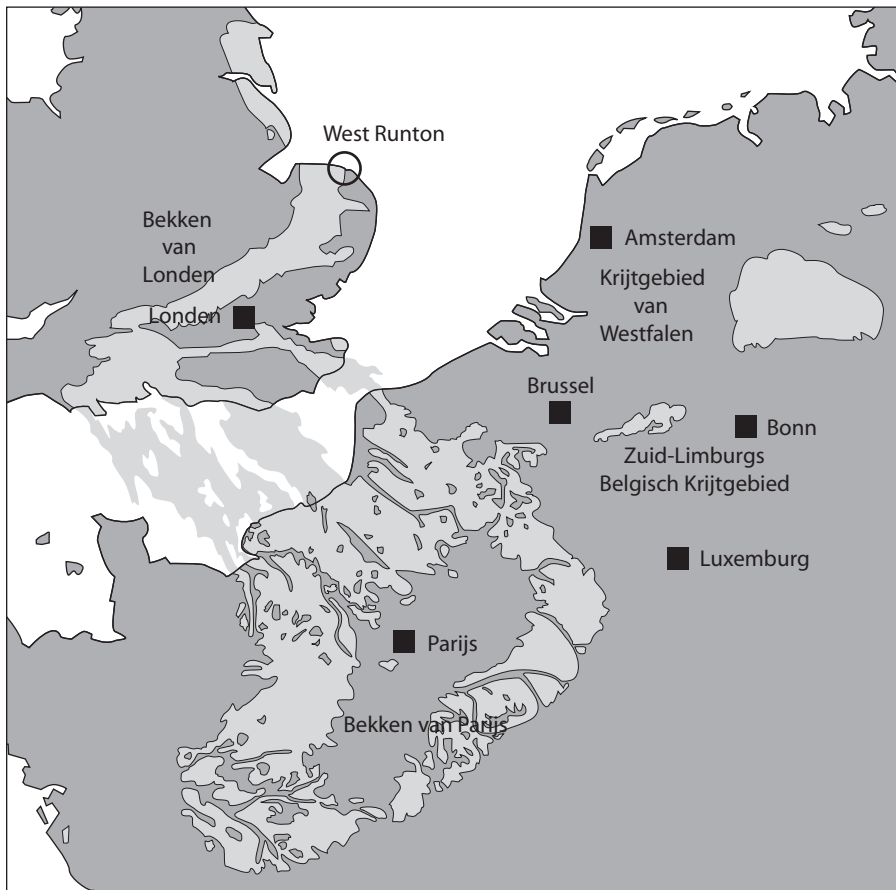 West Runton
Bekken
van
Londen
Londen
Amsterdam
Krijtgebied
van
Westfalen
Brussel
Bonn
Zuid-Limburgs
Belgisch Krijtgebied
Luxemburg
Parijs
Bekken van Parijs